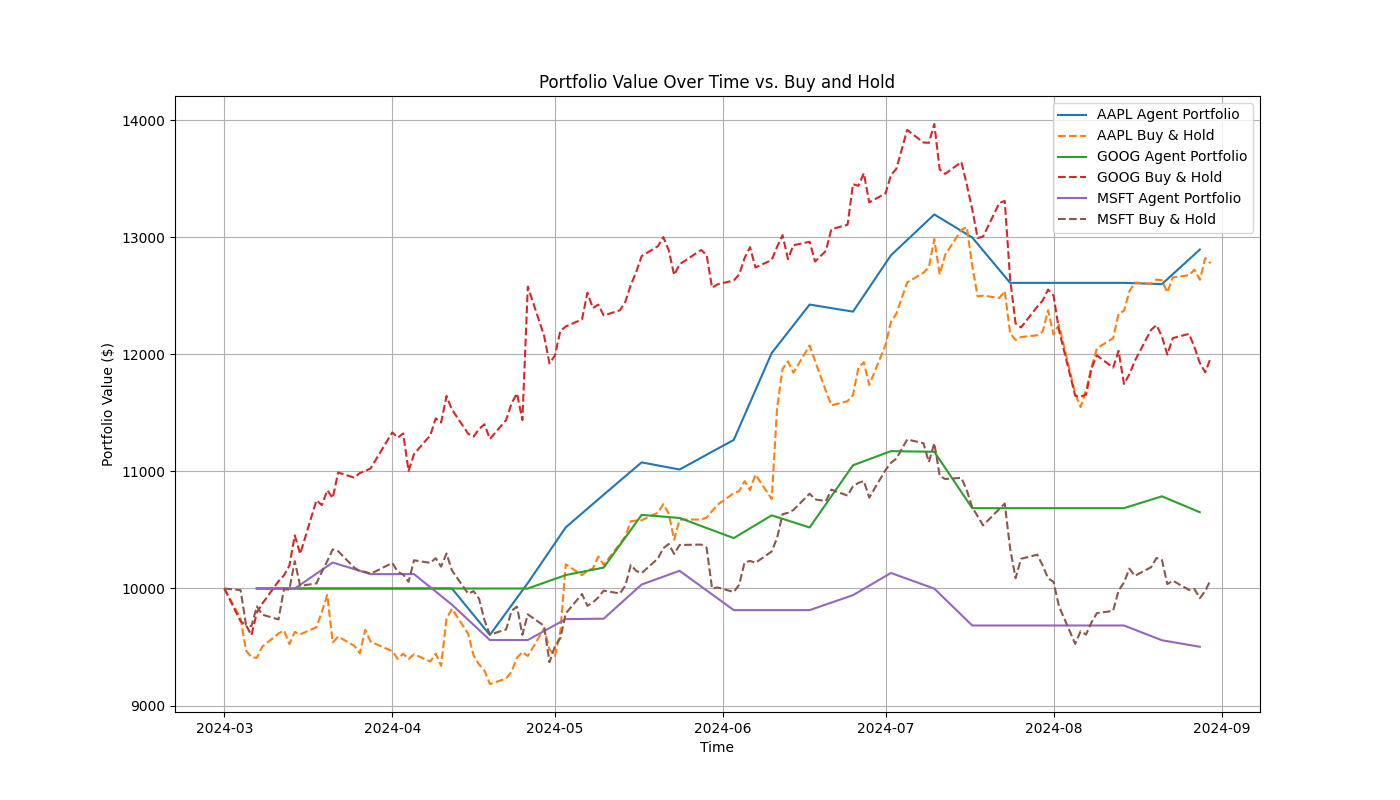 Portfolio Value Over Time vs. Buy and Hold
AAPL Agent Portfolio
AAPL Buy & Hold
GOOG Agent Portfolio
GOOG Buy & Hold
MSFT Agent Portfolio
MSFT Buy & Hold
Portfolio Value ($)
14000
13000
12000
11000
10000
9000
2024-03 2024-04 2024-05 2024-06 2024-07 2024-08 2024-09
Time